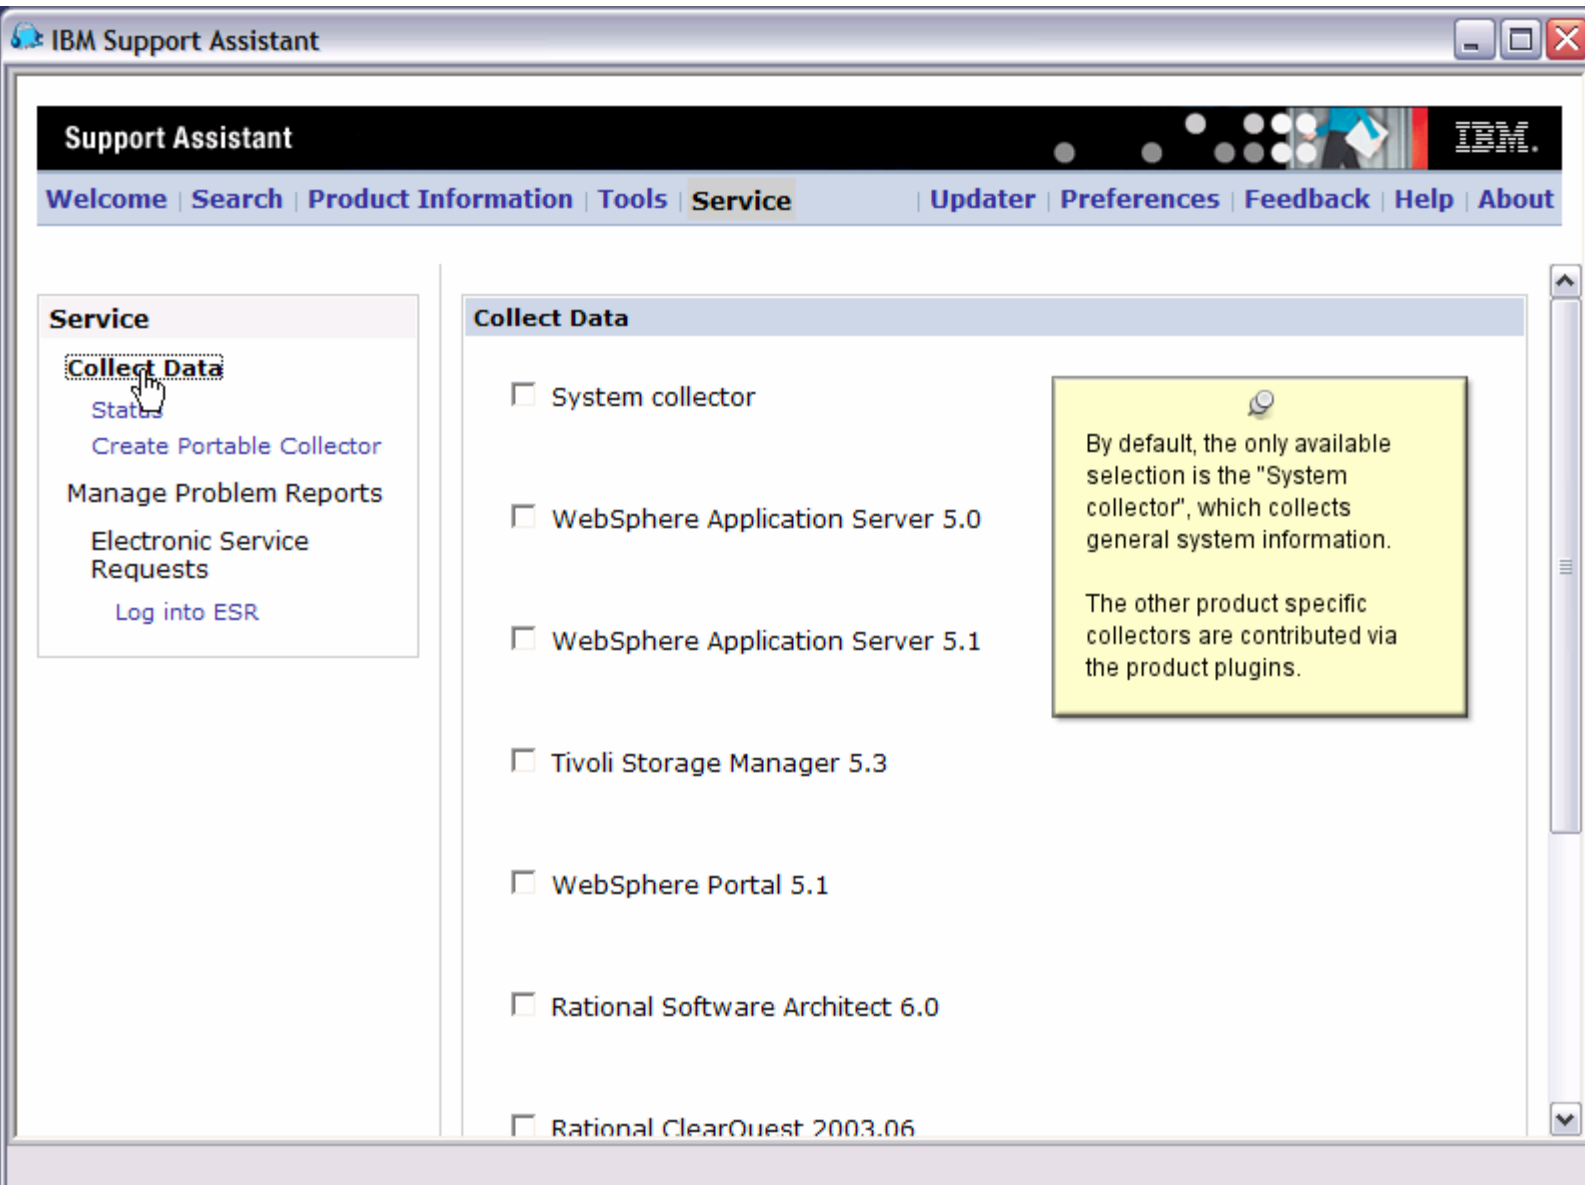 IBM Support Assistant
Support Assistant
IBM.
Welcome | Search | Product Information | Tools | Service | Updater | Preferences | Feedback | Help | About
Service
Collect Data
Status
Create Portable Collector
Manage Problem Reports
Electronic Service
Requests
Log into ESR
Collect Data
System collector
WebSphere Application Server 5.0
WebSphere Application Server 5.1
Tivoli Storage Manager 5.3
WebSphere Portal 5.1
Rational Software Architect 6.0
Rational ClearQuest 2003.06
By default, the only available
selection is the "System
collector", which collects
general system information.
The other product specific
collectors are contributed via
the product plugins.